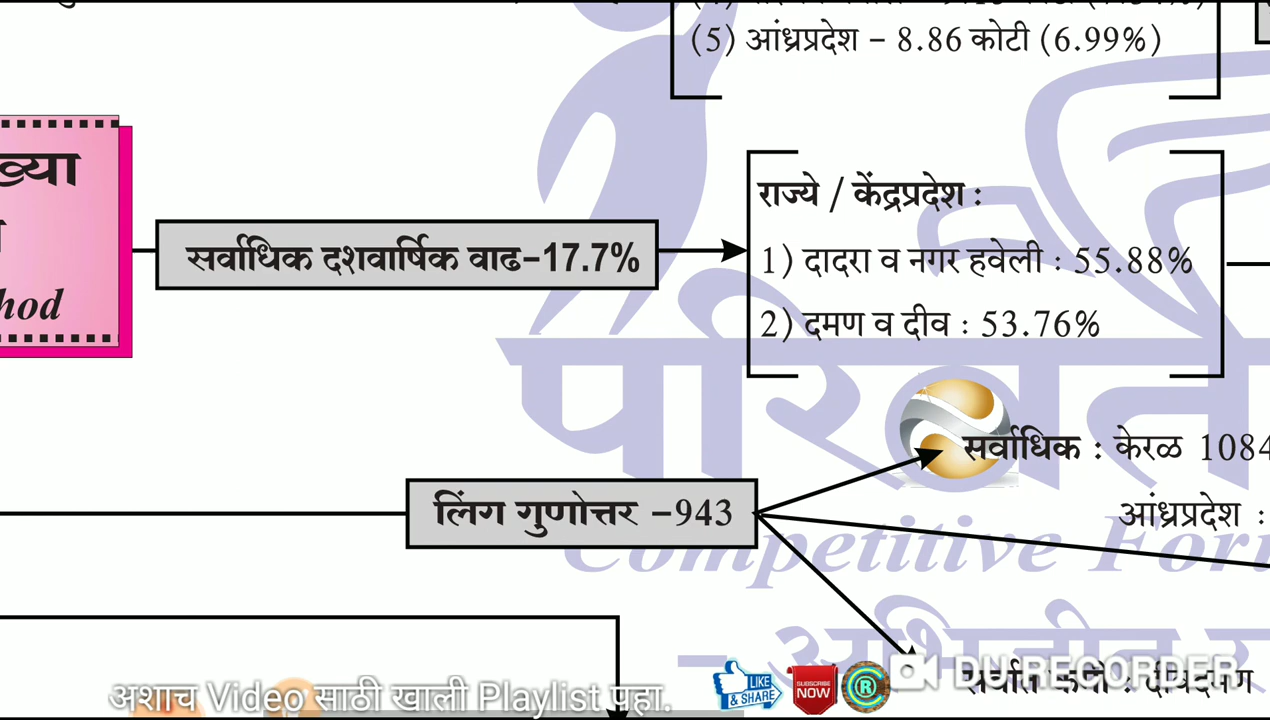 (5) आंध्रप्रदेश – 8.86 कोटी (6.99%)
राज्ये / केंद्रप्रदेश :
सर्वाधिक दशवार्षिक वाढ–17.7%
1) दादरा व नगर हवेली : 55.88%
2) दमण व दीव : 53.76%
सर्वाधिक : केरळ 1084
लिंग गुणोत्तर –943
आंध्रप्रदेश :
Competitive
DU RECORDER
LIKE & SHARE
SUBSCRIBE NOW
अशाच Video साठी खाली Playlist पहा.